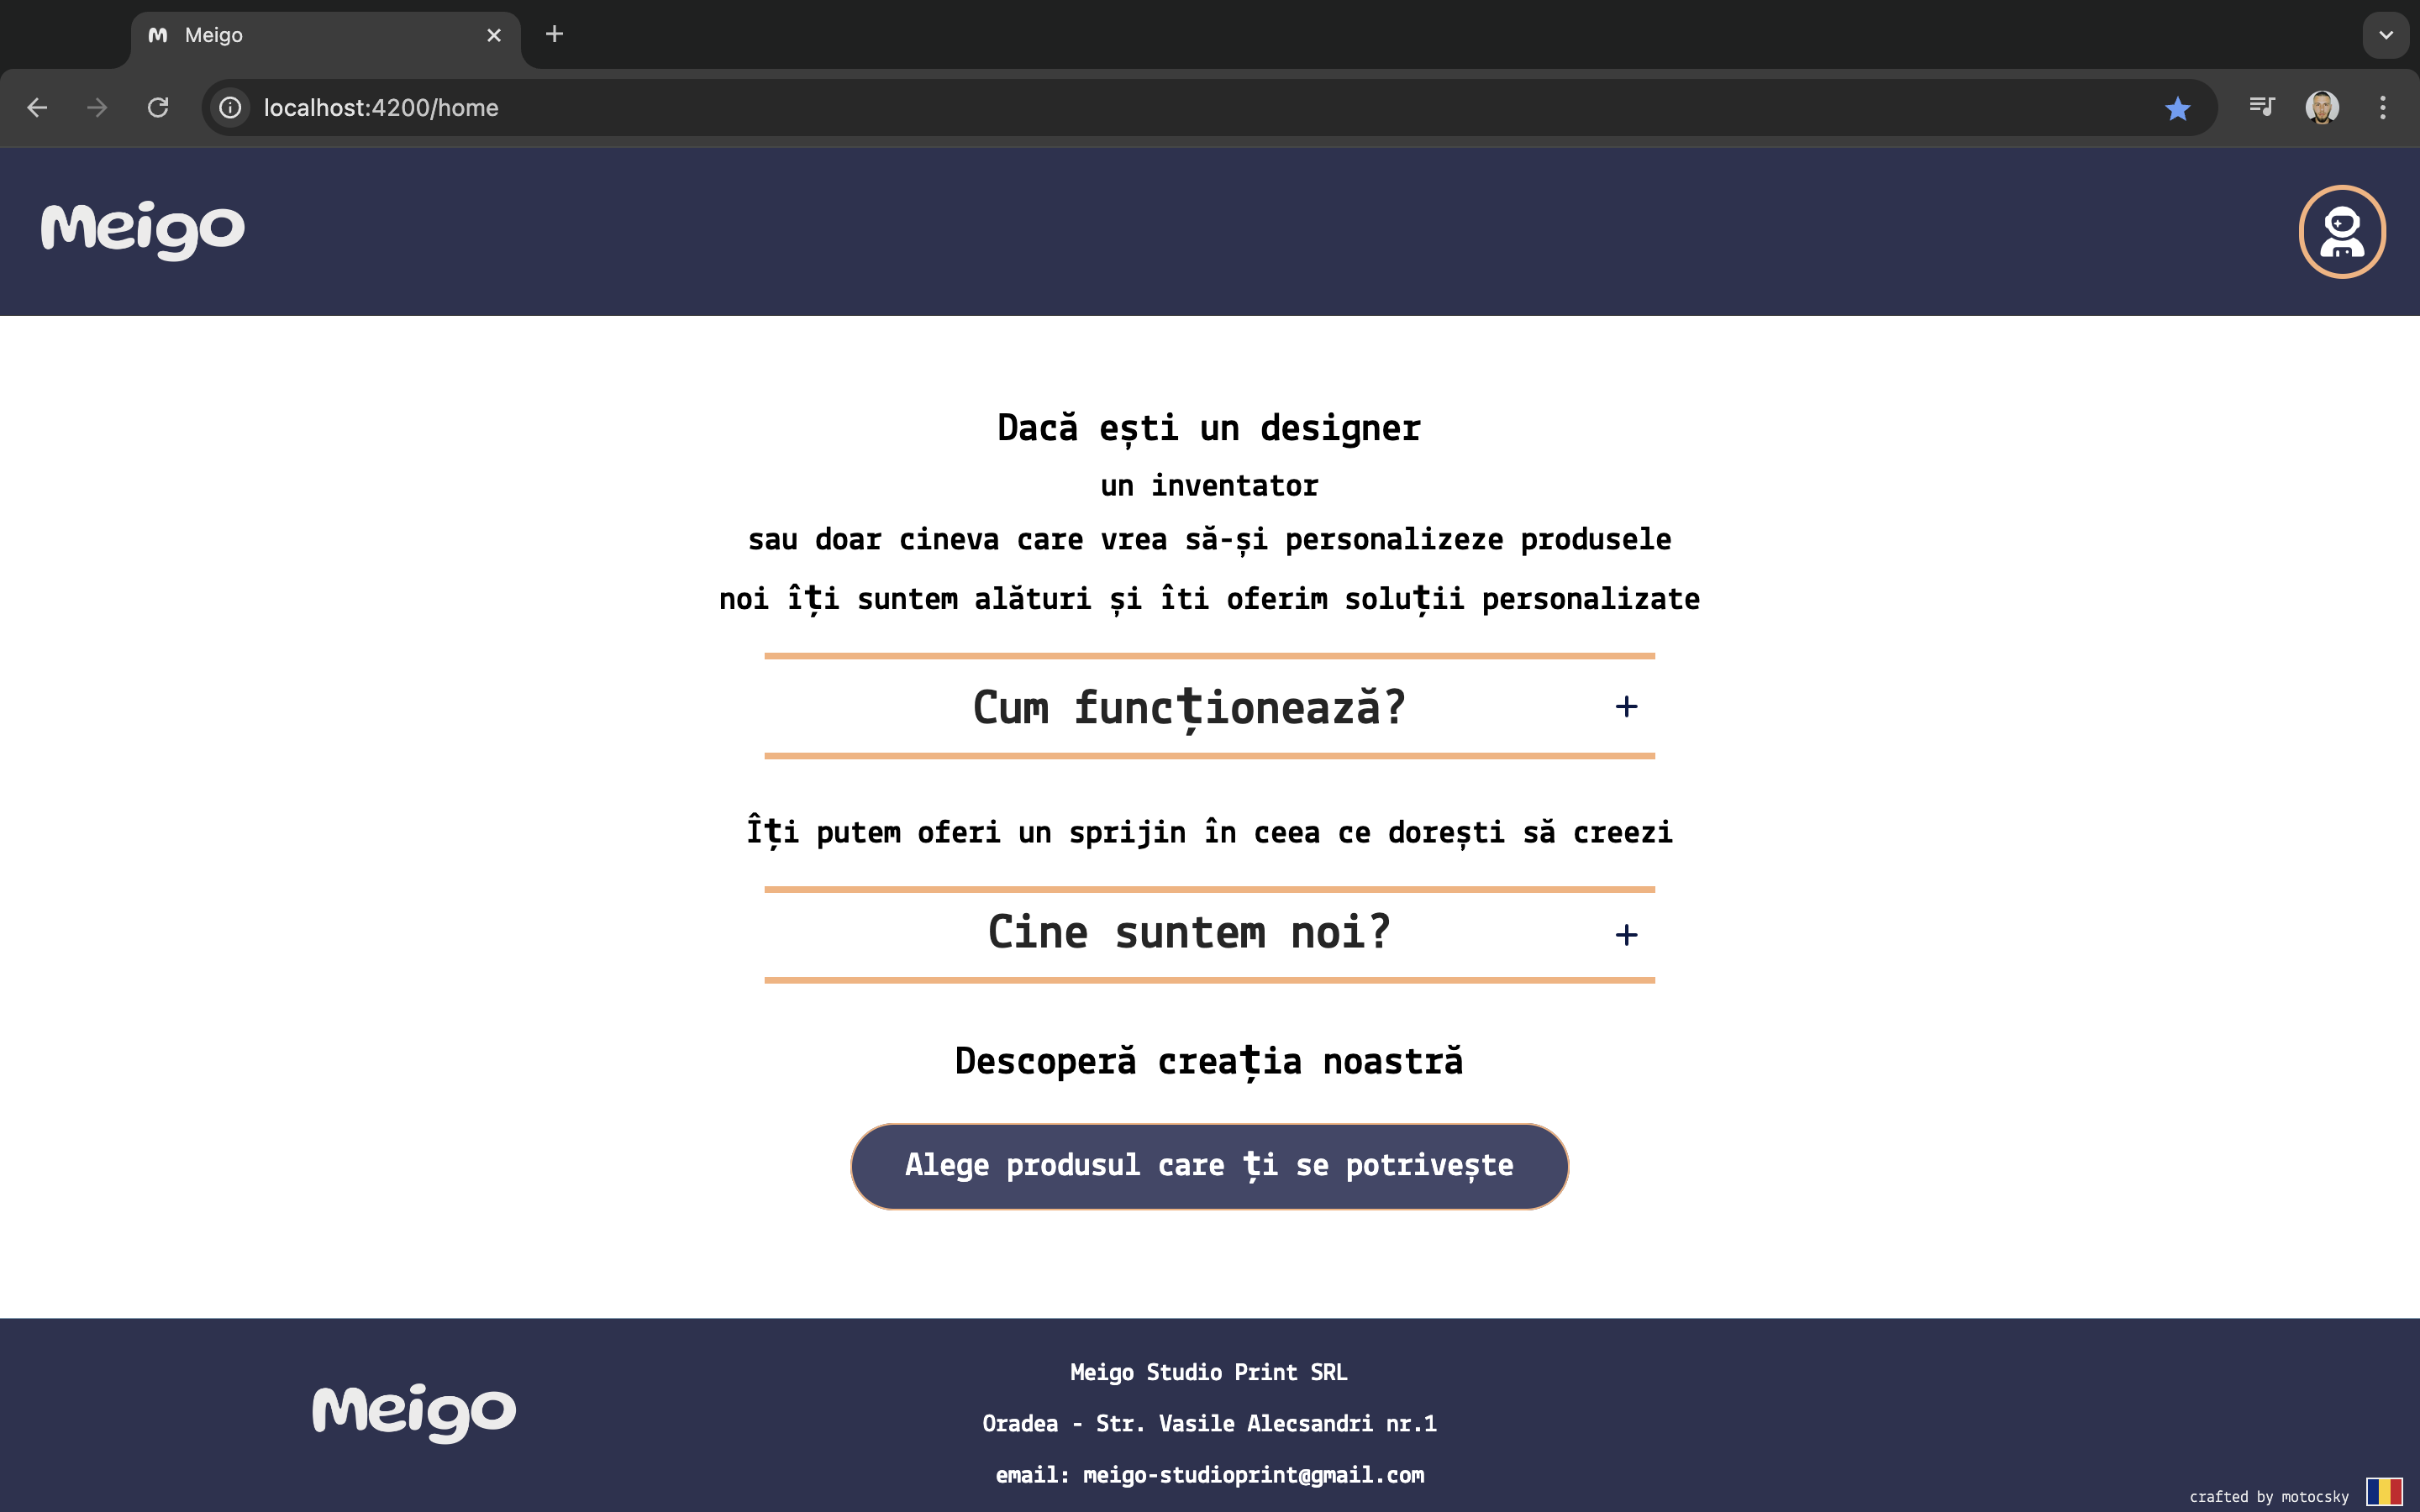 Meigo
localhost:4200/home
Meigo
Dacă ești un designer
un inventator
sau doar cineva care vrea să-și personalizeze produsele
noi îți suntem alături și îti oferim soluții personalizate
Cum funcționează? +
Îți putem oferi un sprijin în ceea ce dorești să creezi
Cine suntem noi? +
Descoperă creația noastră
Alege produsul care ți se potrivește
Meigo
Meigo Studio Print SRL
Oradea - Str. Vasile Alecsandri nr.1
email: meigo-studioprint@gmail.com
crafted by motocsky